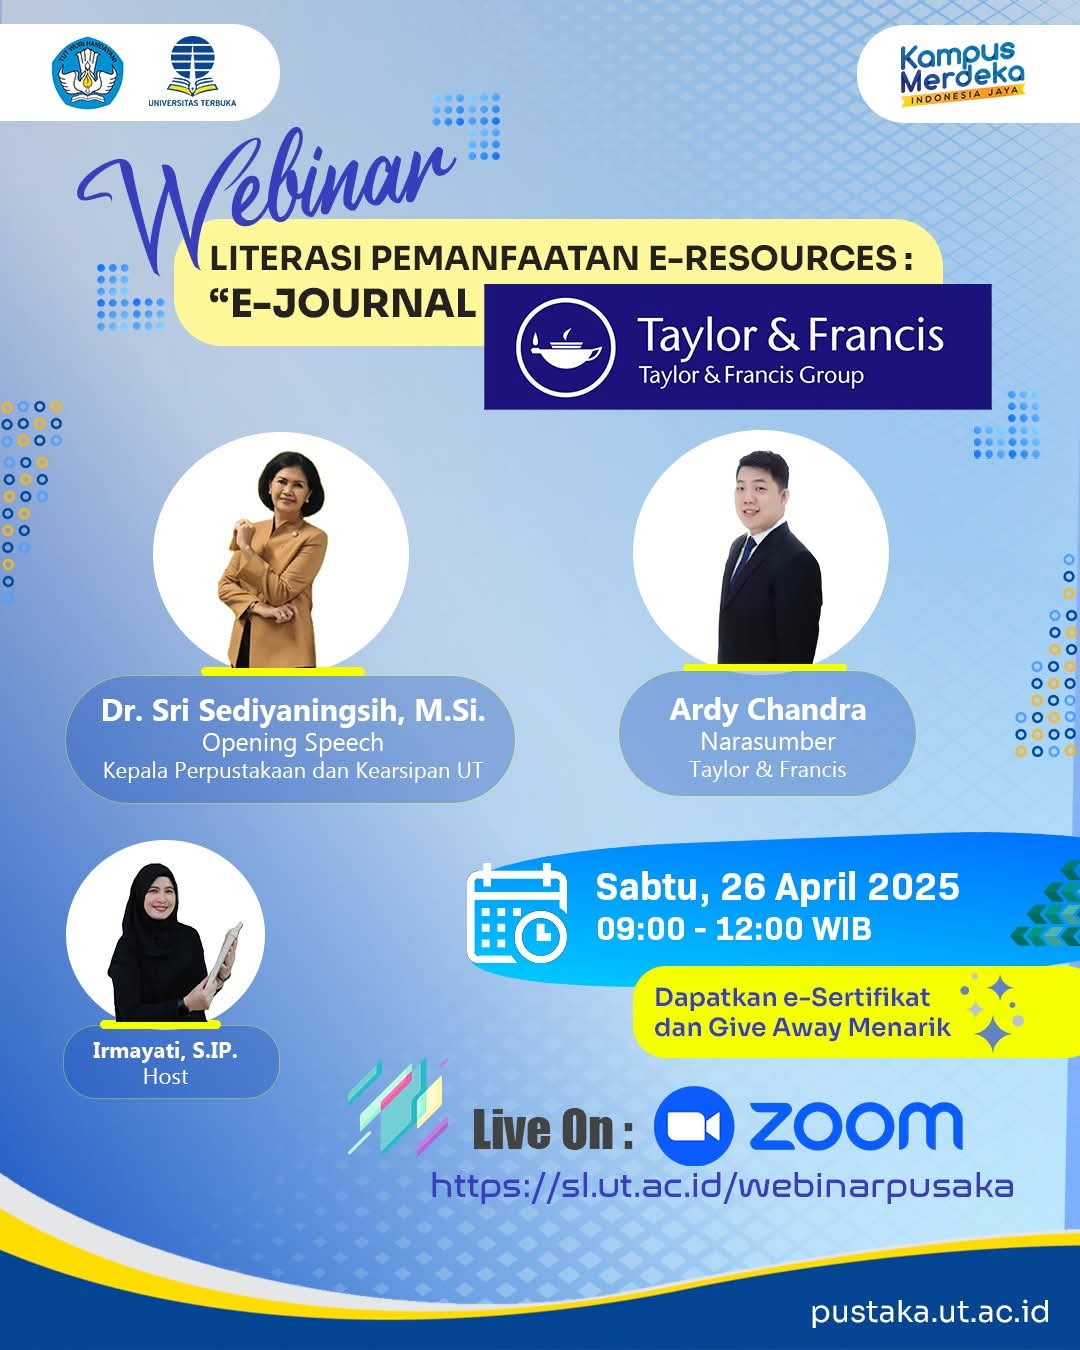 TUT WURI HANDAYANI
UNIVERSITAS TERBUKA
Kampus
Merdeka
INDONESIA JAYA
Webinar
LITERASI PEMANFAATAN E-RESOURCES :
“E-JOURNAL
Taylor & Francis
Taylor & Francis Group
Dr. Sri Sediyaningsih, M.Si.
Opening Speech
Kepala Perpustakaan dan Kearsipan UT
Ardy Chandra
Narasumber
Taylor & Francis
Irmayati, S.IP.
Host
Sabtu, 26 April 2025
09:00 - 12:00 WIB
Dapatkan e-Sertifikat
dan Give Away Menarik
Live On : zoom
https://sl.ut.ac.id/webinarpusaka
pustaka.ut.ac.id